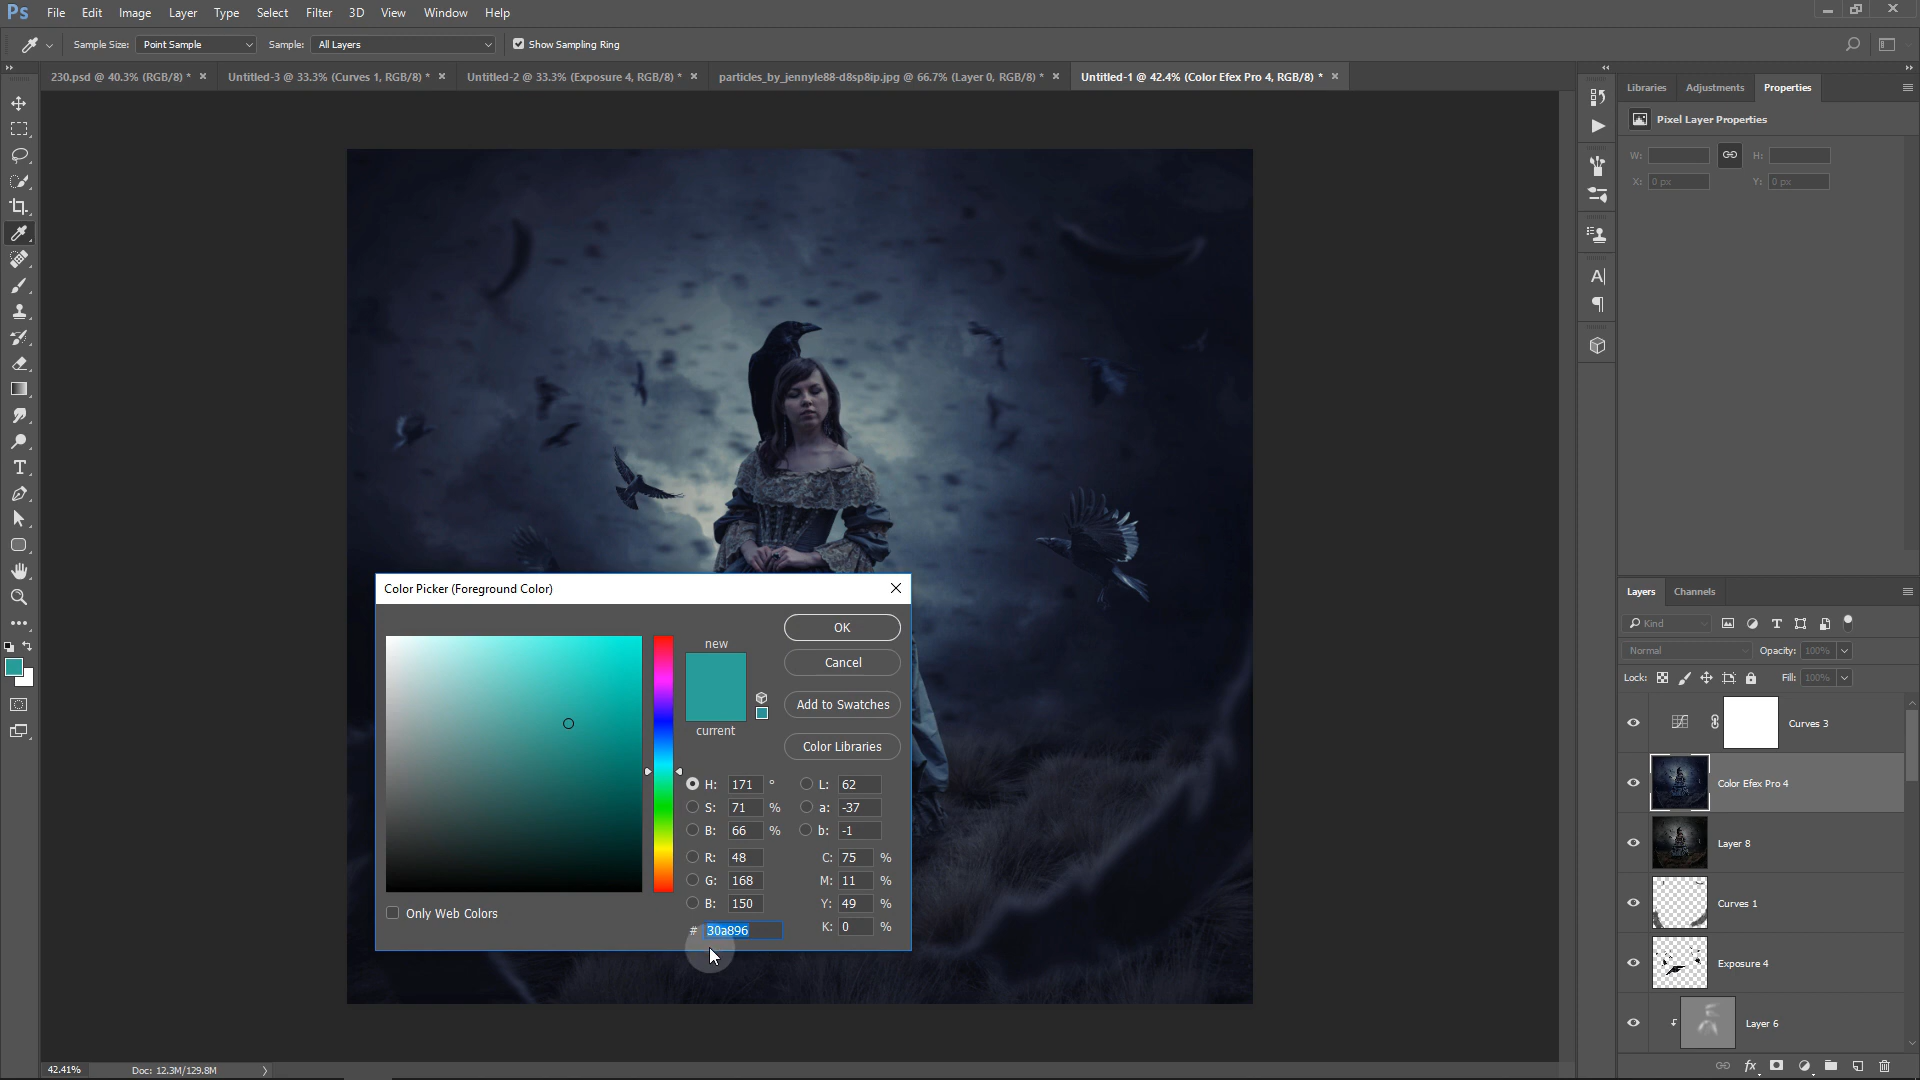 Ps File Edit Image Layer Type Select Filter 3D View Window Help
Sample Size: Point Sample Sample: All Layers Show Sampling Ring
230.psd @ 40.3% (RGB/8) * Untitled-3 @ 33.3% (Curves 1, RGB/8) * Untitled-2 @ 33.3% (Exposure 4, RGB/8) * particles_by_jennyle88-d8sp8ip.jpg @ 66.7% (Layer 0, RGB/8) * Untitled-1 @ 42.4% (Color Efex Pro 4, RGB/8) *
Libraries Adjustments Properties
Pixel Layer Properties
W: H:
X: 0 px Y: 0 px
Color Picker (Foreground Color)
OK
new
Cancel
Add to Swatches
current
Color Libraries
H: 171 ° L: 62
S: 71 % a: -37
B: 66 % b: -1
R: 48 C: 75 %
G: 168 M: 11 %
B: 150 Y: 49 %
Only Web Colors
# 30a896 K: 0 %
Layers Channels
Kind
Normal Opacity: 100%
Lock: Fill: 100%
Curves 3
Color Efex Pro 4
Layer 8
Curves 1
Exposure 4
Layer 6
fx
42.41% Doc: 12.3M/129.8M